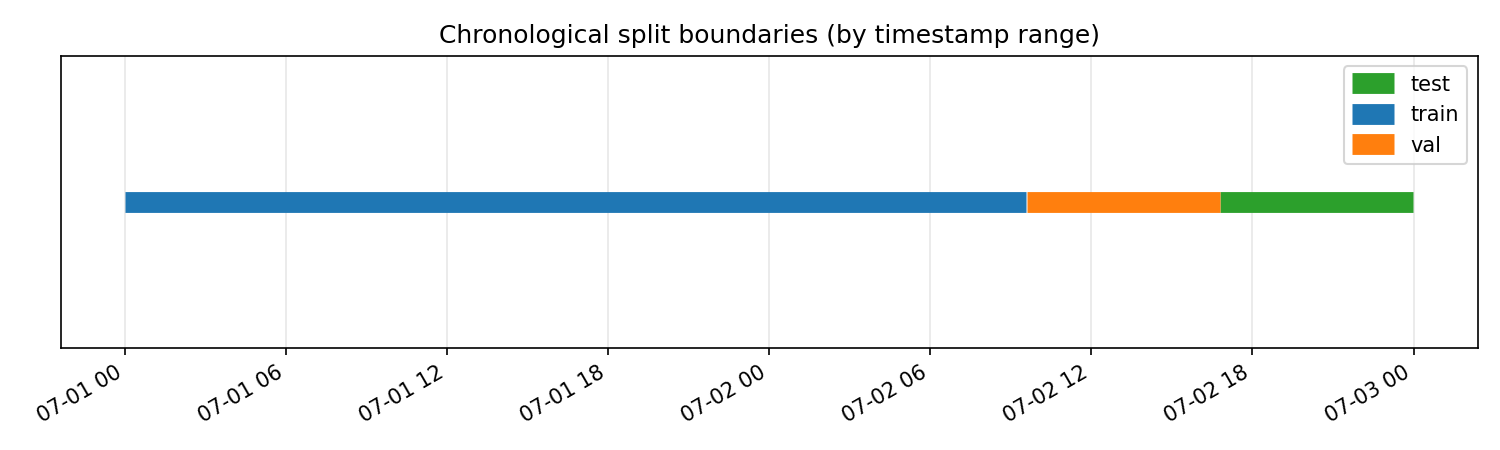 Chronological split boundaries (by timestamp range)
test
train
val
07-01 00
07-01 06
07-01 12
07-01 18
07-02 00
07-02 06
07-02 12
07-02 18
07-03 00